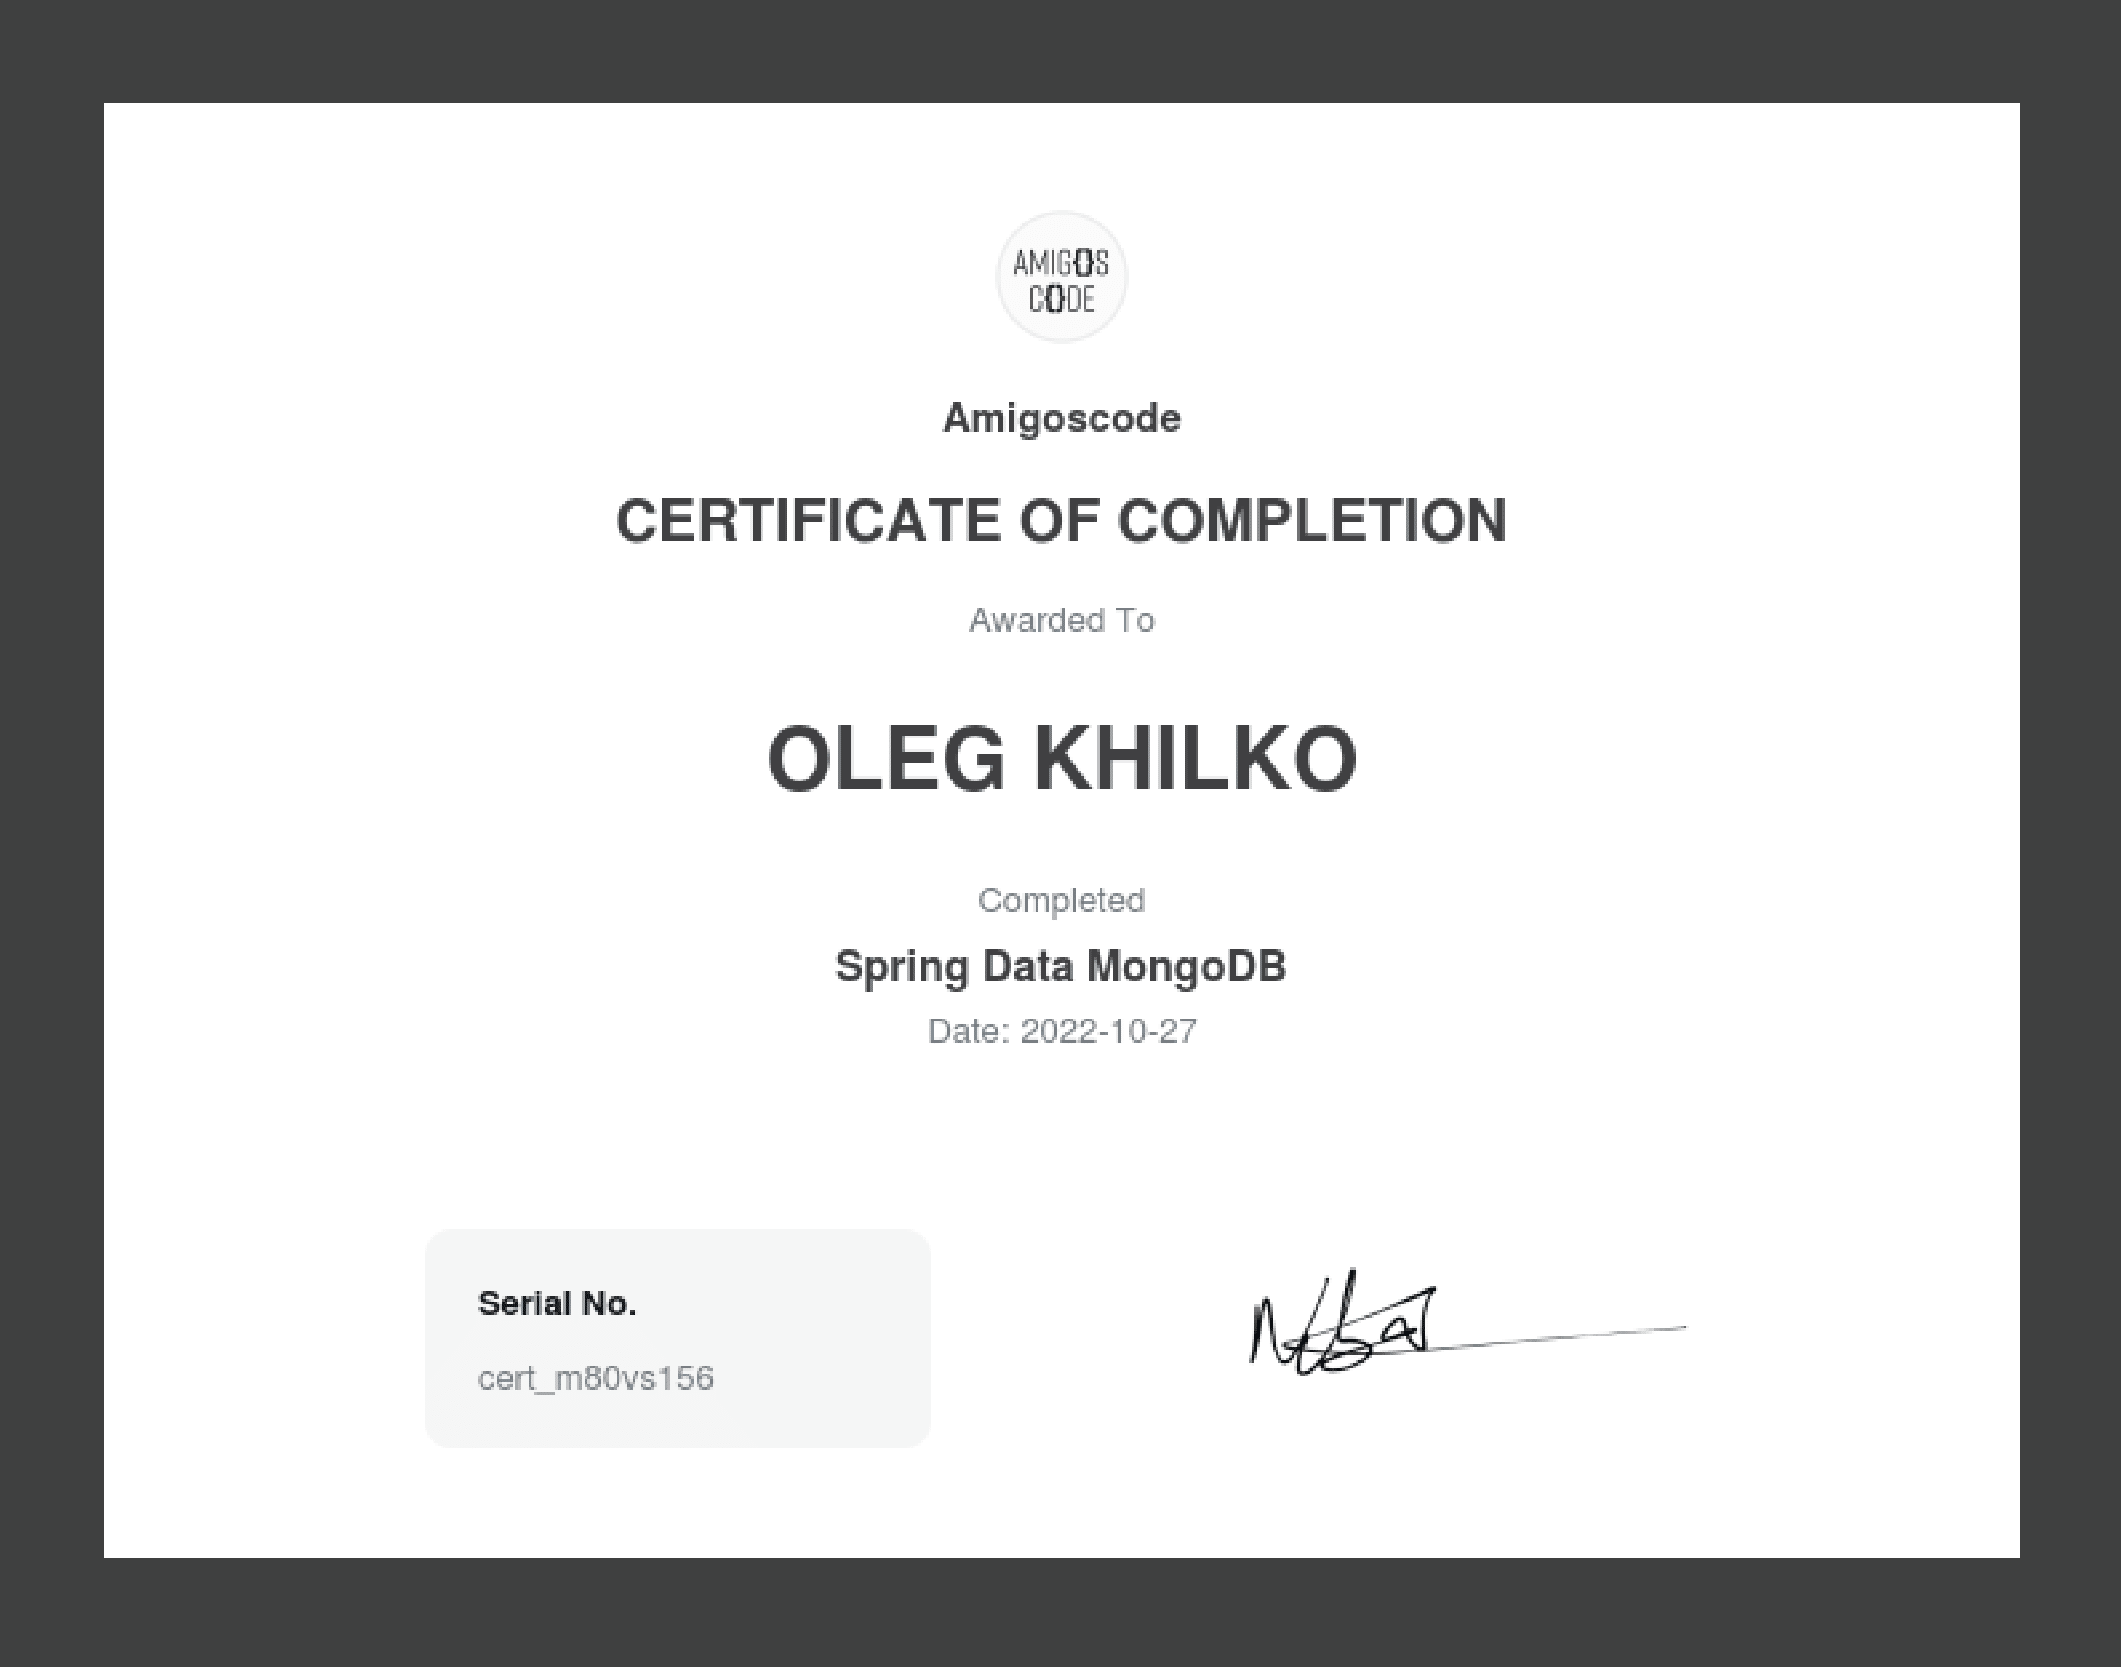 AMIGOS
CODE
Amigoscode
CERTIFICATE OF COMPLETION
Awarded To
OLEG KHILKO
Completed
Spring Data MongoDB
Date: 2022-10-27
Serial No.
cert_m80vs156